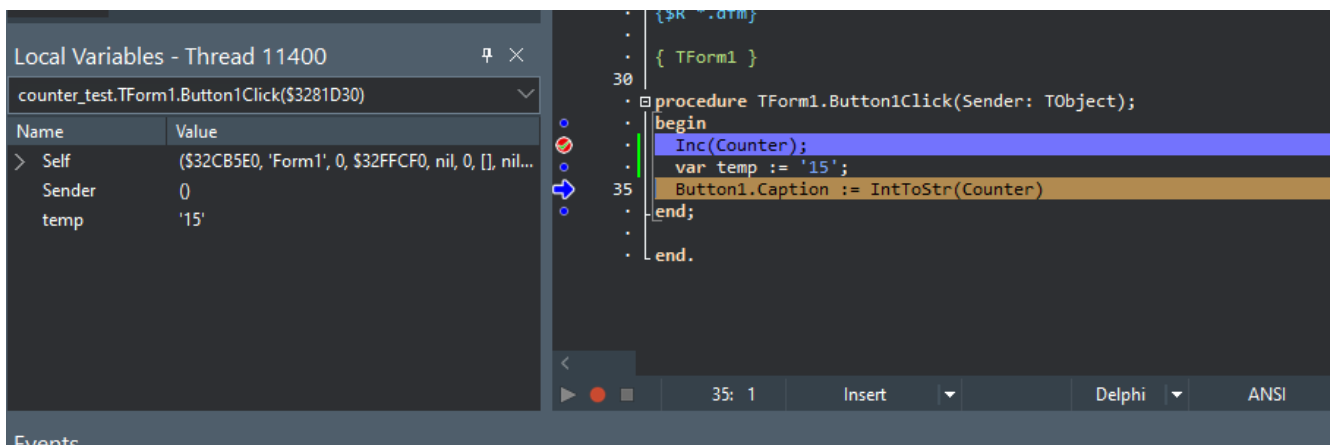 Local Variables - Thread 11400
counter_test.TForm1.Button1Click($3281D30)
Name Value
Self ($32CB5E0, 'Form1', 0, $32FFCF0, nil, 0, [], nil...
Sender ()
temp '15'
{$R *.dfm}
{ TForm1 }
30
procedure TForm1.Button1Click(Sender: TObject);
begin
Inc(Counter);
var temp := '15';
35 Button1.Caption := IntToStr(Counter)
end;
end.
35: 1 Insert Delphi ANSI
Events